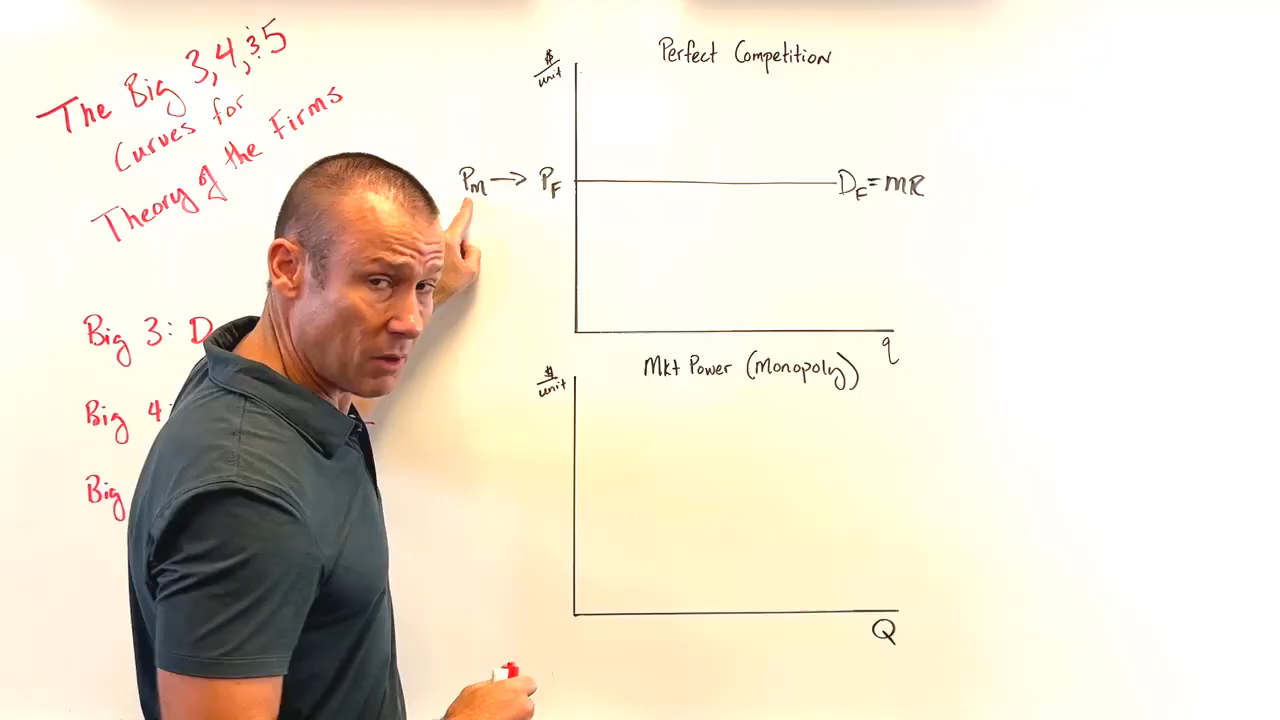 The Big 3, 4, & 5
Curves for
Theory of the Firms
Big 3: D
Big 4:
Big
Perfect Competition
$/unit
Pm → PF
DF = MR
q
Mkt Power (Monopoly)
$/unit
Q